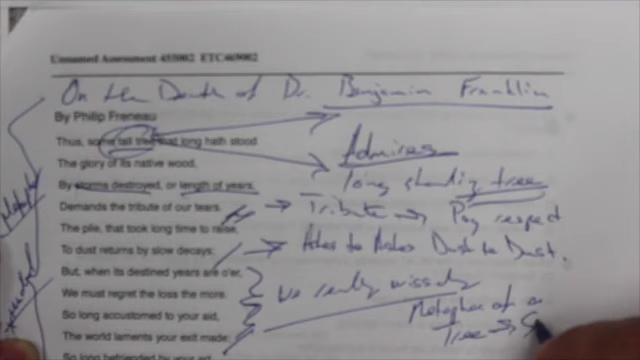 Unnamed Assessment 455002 ETC469002
On the Death of Dr. Benjamin Franklin
By Philip Freneau
Thus, some tall tree that long hath stood
The glory of its native wood,
By storms destroyed, or length of years,
Demands the tribute of our tears.
The pile, that took long time to raise,
To dust returns by slow decays:
But, when its destined years are o'er,
We must regret the loss the more.
So long accustomed to your aid,
The world laments your exit made;
So long befriended by your art,
Admires
long standing tree
→ Tribute → Pay respect
→ Ashes to Ashes Dust to Dust.
We really miss
Metaphor of a
Tree →